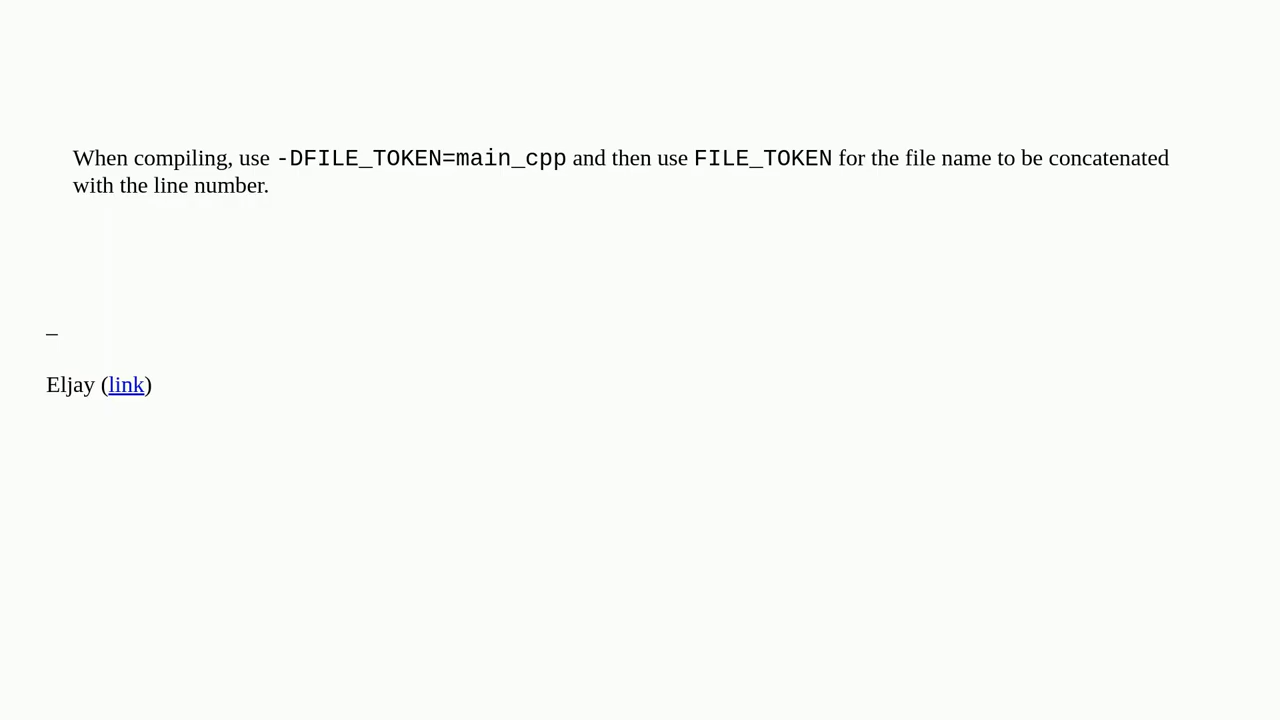 When compiling, use -DFILE_TOKEN=main_cpp and then use FILE_TOKEN for the file name to be concatenated
with the line number.
–
Eljay (link)